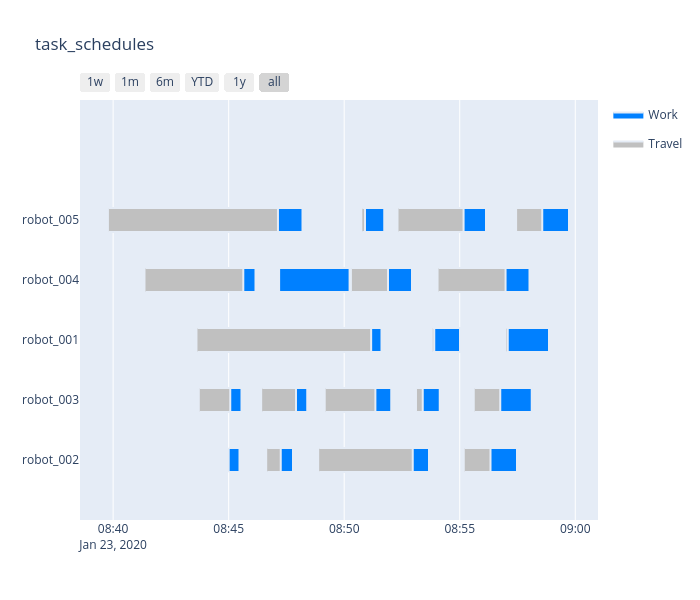 task_schedules
1w 1m 6m YTD 1y all
Work
Travel
robot_005
robot_004
robot_001
robot_003
robot_002
08:40 08:45 08:50 08:55 09:00
Jan 23, 2020